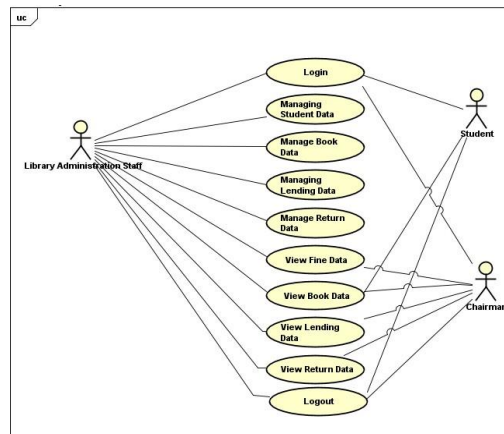 uc
Login
Managing
Student Data
Student
Manage Book
Data
Library Administration Staff
Managing
Lending Data
Manage Return
Data
View Fine Data
View Book Data
Chairman
View Lending
Data
View Return Data
Logout